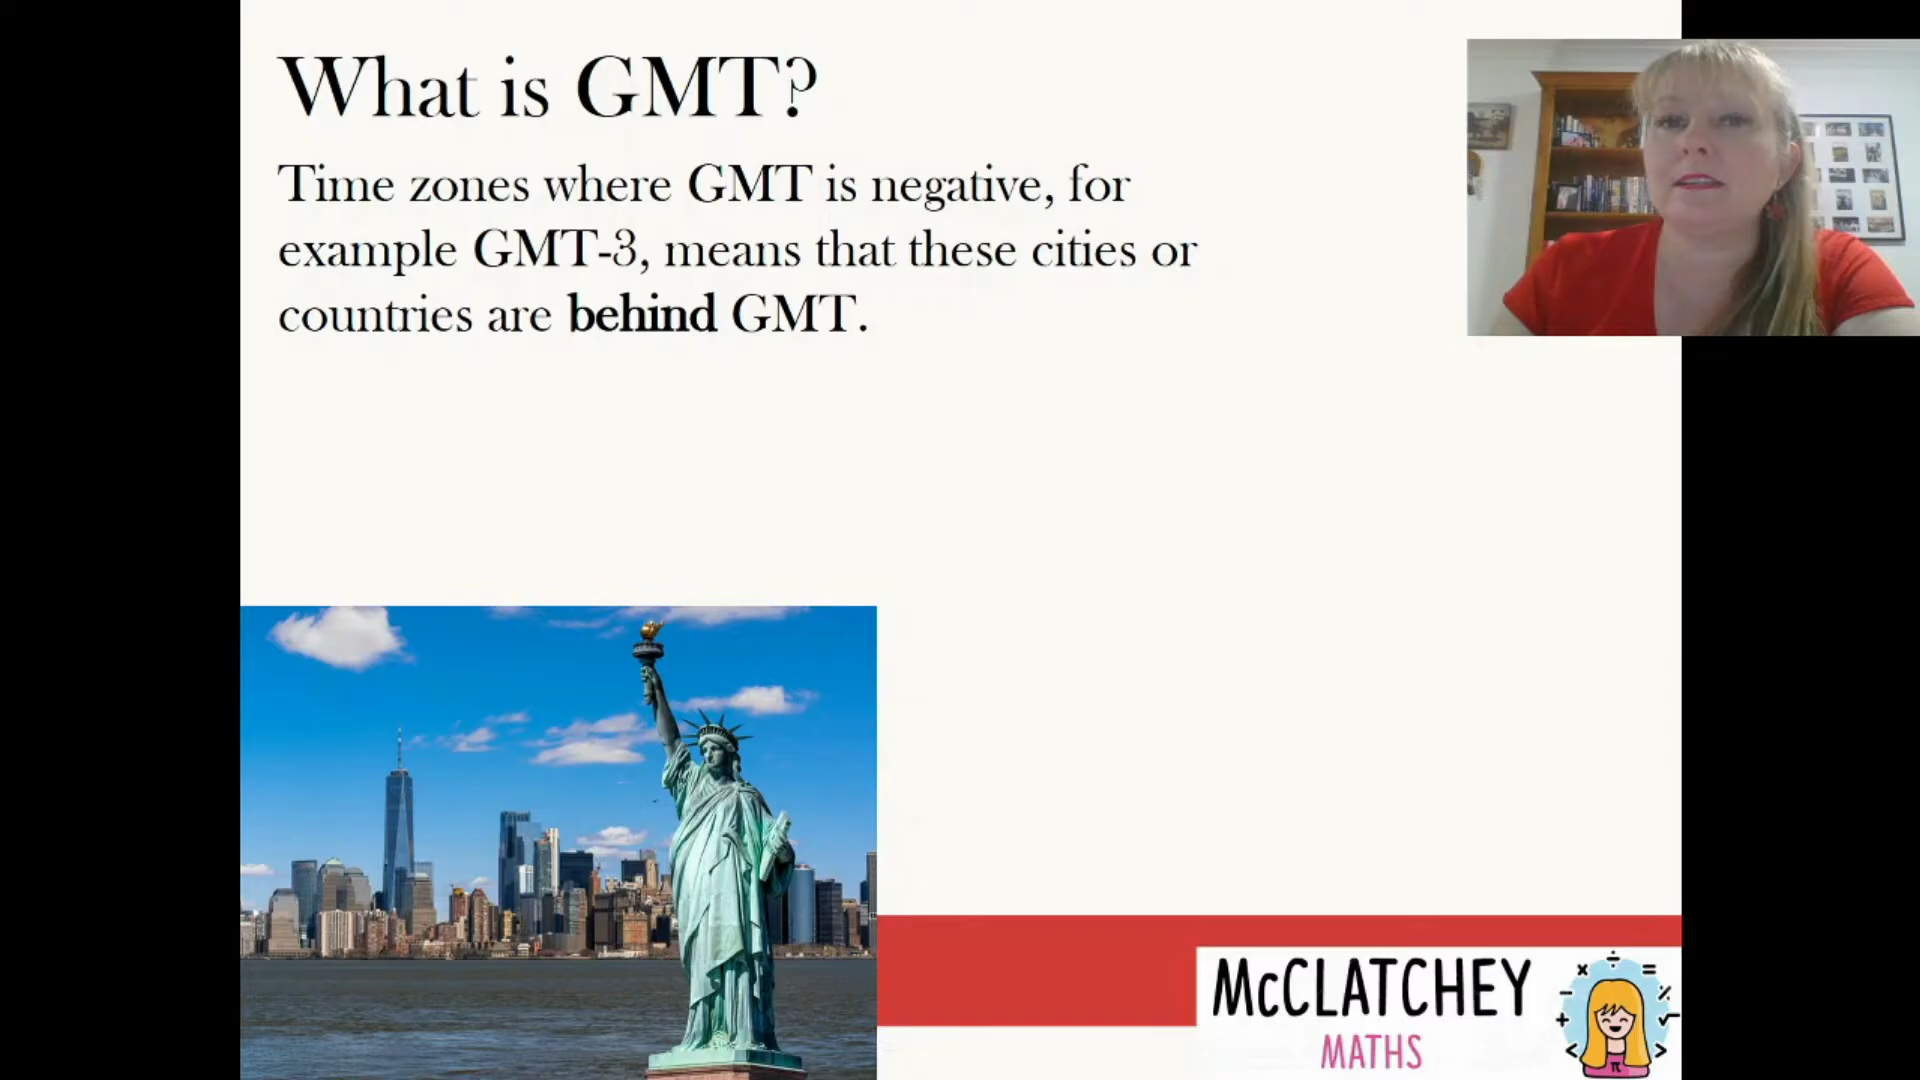 What is GMT?
Time zones where GMT is negative, for
example GMT-3, means that these cities or
countries are behind GMT.
McCLATCHEY
MATHS